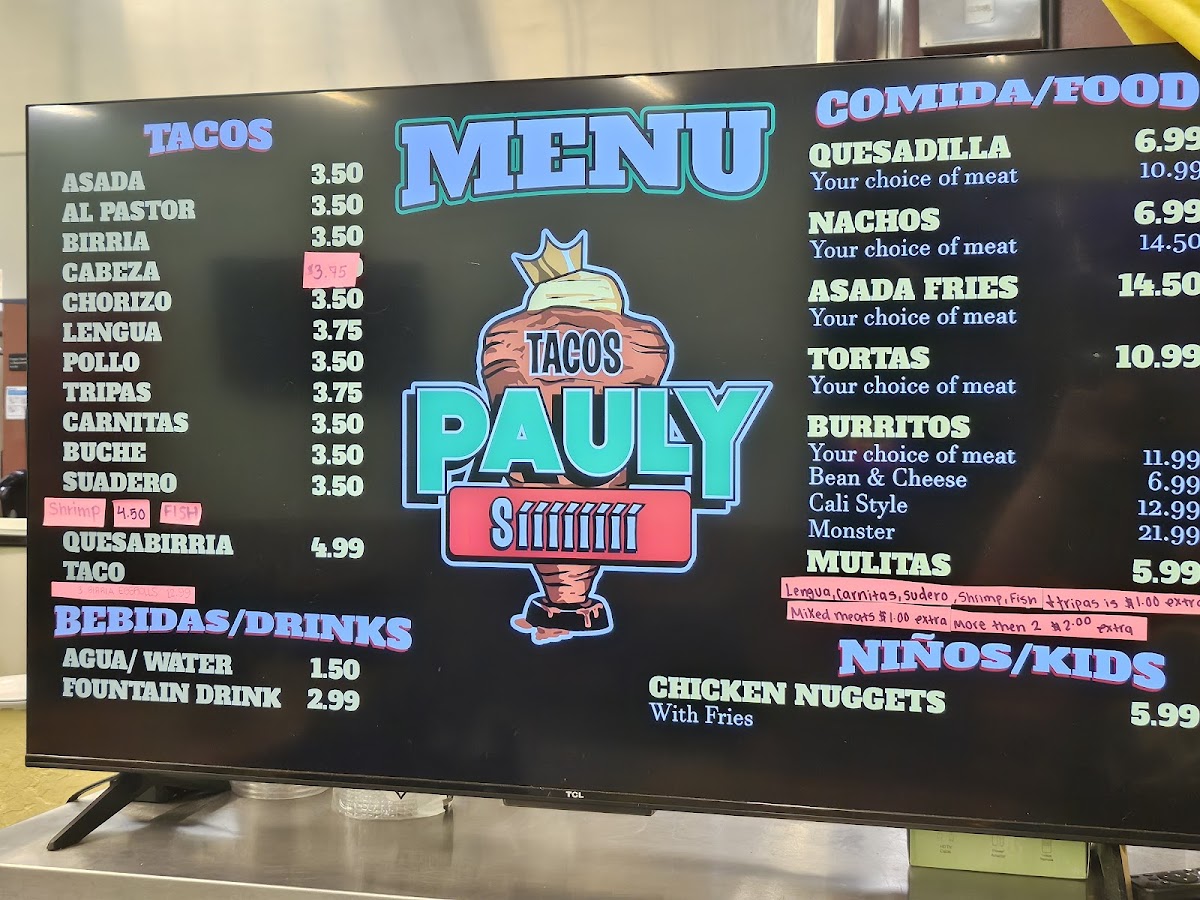 TACOS
ASADA 3.50
AL PASTOR 3.50
BIRRIA 3.50
CABEZA $3.75
CHORIZO 3.50
LENGUA 3.75
POLLO 3.50
TRIPAS 3.75
CARNITAS 3.50
BUCHE 3.50
SUADERO 3.50
Shrimp 4.50 FISH
QUESABIRRIA 4.99
TACO
BEBIDAS/DRINKS
AGUA/ WATER 1.50
FOUNTAIN DRINK 2.99
MENU
TACOS
PAULY
Síííííííí
COMIDA/FOOD
QUESADILLA 6.99
Your choice of meat 10.99
NACHOS 6.99
Your choice of meat 14.50
ASADA FRIES 14.50
Your choice of meat
TORTAS 10.99
Your choice of meat
BURRITOS
Your choice of meat 11.99
Bean & Cheese 6.99
Cali Style 12.99
Monster 21.99
MULITAS 5.99
Lengua, Carnitas, Sudero, Shrimp, Fish & tripas is $1.00 extra
Mixed meats $1.00 extra More then 2 $2.00 extra
NIÑOS/KIDS
CHICKEN NUGGETS 5.99
With Fries
TCL